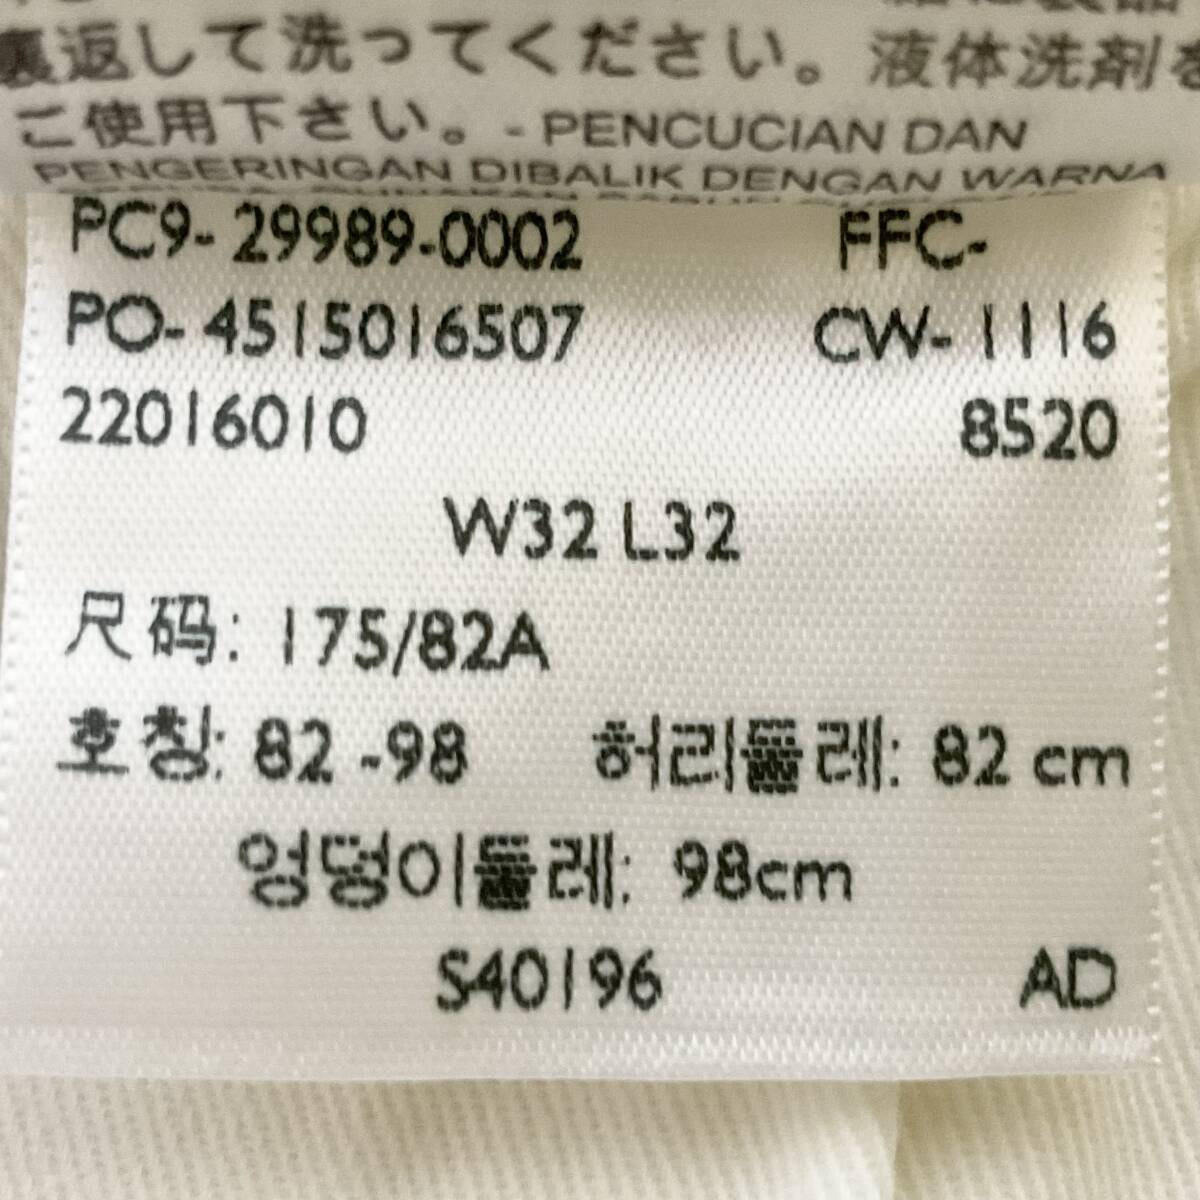 裏返して洗ってください。液体洗剤を
ご使用下さい。- PENCUCIAN DAN
PENGERINGAN DIBALIK DENGAN WARNA
PC9- 29989-0002 FFC-
PO- 4515016507 CW- 1116
22016010 8520
W32 L32
尺码: 175/82A
호칭: 82 -98 허리둘레: 82 cm
엉덩이둘레: 98cm
S40196 AD